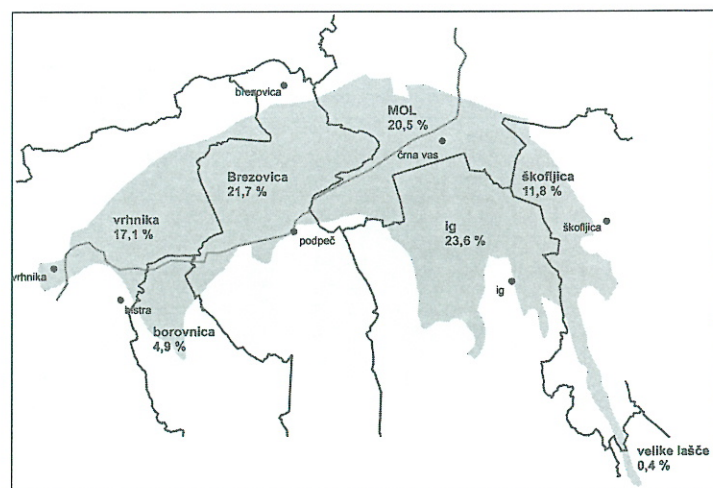 brezovica
MOL
20,5 %
črna vas
Brezovica
21,7 %
škofljica
11,8 %
vrhnika
17,1 %
ig
23,6 %
škofljica
podpeč
vrhnika
ig
bistra
borovnica
4,9 %
velike lašče
0,4 %